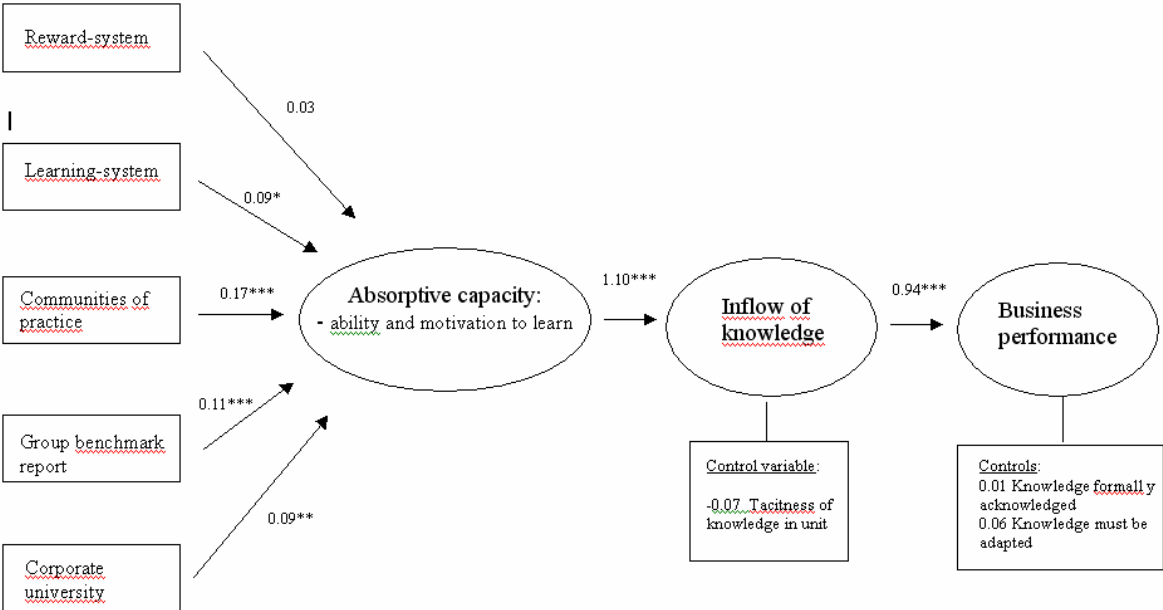 Reward-system
0.03
Learning-system
0.09*
Communities of
practice
0.17***
Group benchmark
report
0.11***
Corporate
university
0.09**
Absorptive capacity:
- ability and motivation to learn
1.10***
Inflow of
knowledge
0.94***
Business
performance
Control variable:
-0.07 Tacitness of
knowledge in unit
Controls:
0.01 Knowledge formally
acknowledged
0.06 Knowledge must be
adapted